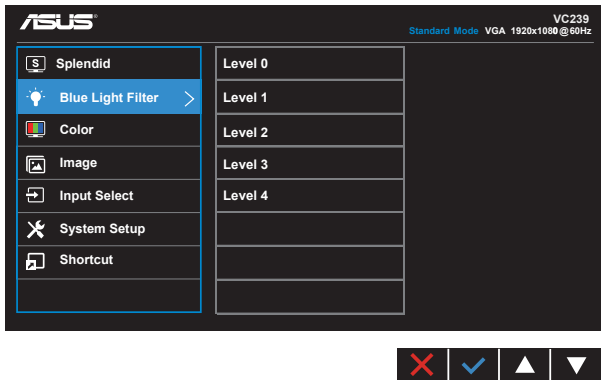 ASUS
VC239
Standard Mode VGA 1920x1080@60Hz
S Splendid
Blue Light Filter >
Color
Image
Input Select
System Setup
Shortcut
Level 0
Level 1
Level 2
Level 3
Level 4